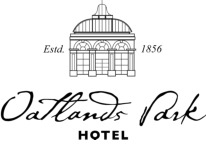 Estd. 1856
Oatlands Park
HOTEL